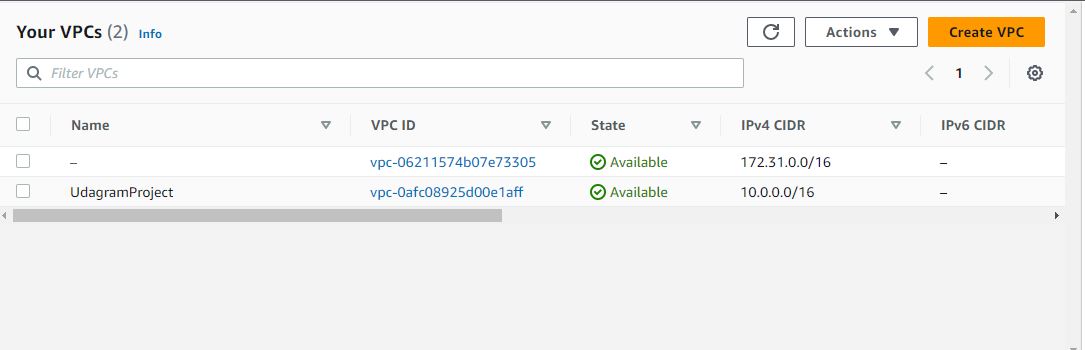 Your VPCs (2) Info
Actions
Create VPC
Filter VPCs
1
Name VPC ID State IPv4 CIDR IPv6 CIDR
– vpc-06211574b07e73305 Available 172.31.0.0/16 –
UdagramProject vpc-0afc08925d00e1aff Available 10.0.0.0/16 –